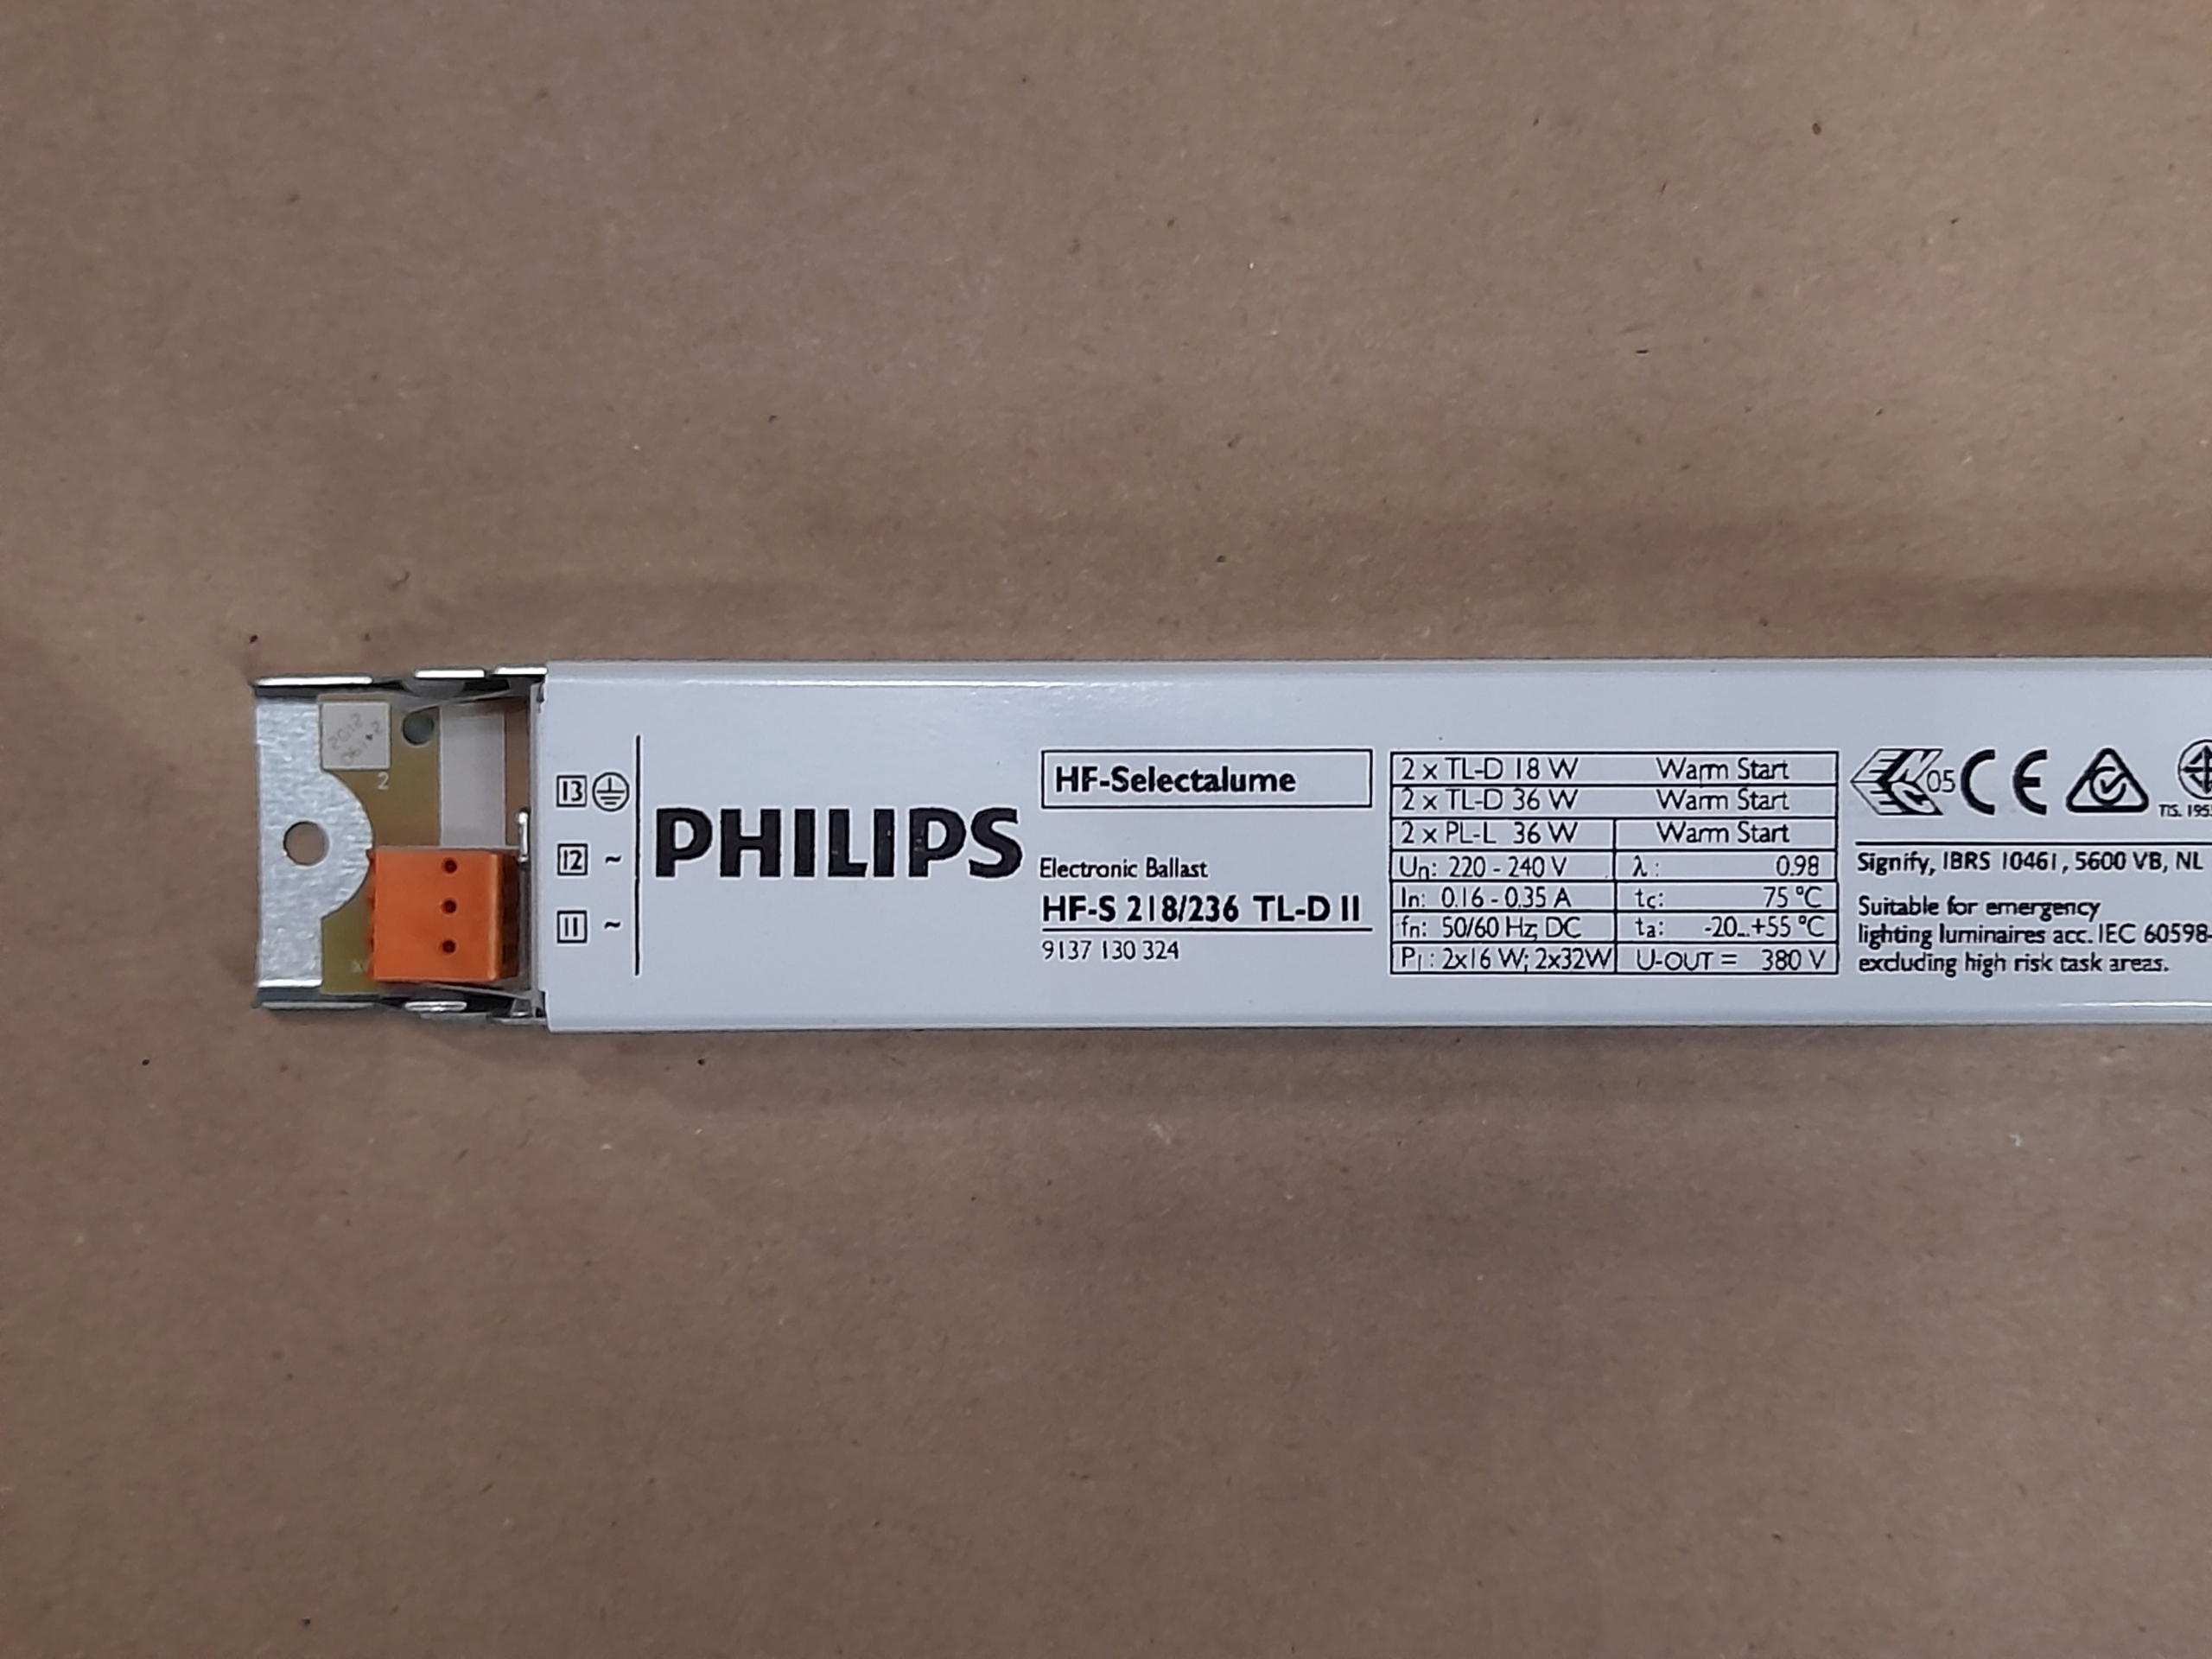 2012
2
13
12 ~
11 ~
PHILIPS
HF-Selectalume
Electronic Ballast
HF-S 218/236 TL-D II
9137 130 324
2 x TL-D 18 W Warm Start
2 x TL-D 36 W Warm Start
2 x PL-L 36 W Warm Start
Un: 220 - 240 V λ: 0.98
In: 0.16 - 0.35 A tc: 75 °C
fn: 50/60 Hz, DC ta: -20...+55 °C
Pl: 2x16 W; 2x32W U-OUT = 380 V
05 CE
Signify, IBRS 10461, 5600 VB, NL
Suitable for emergency
lighting luminaires acc. IEC 60598-
excluding high risk task areas.